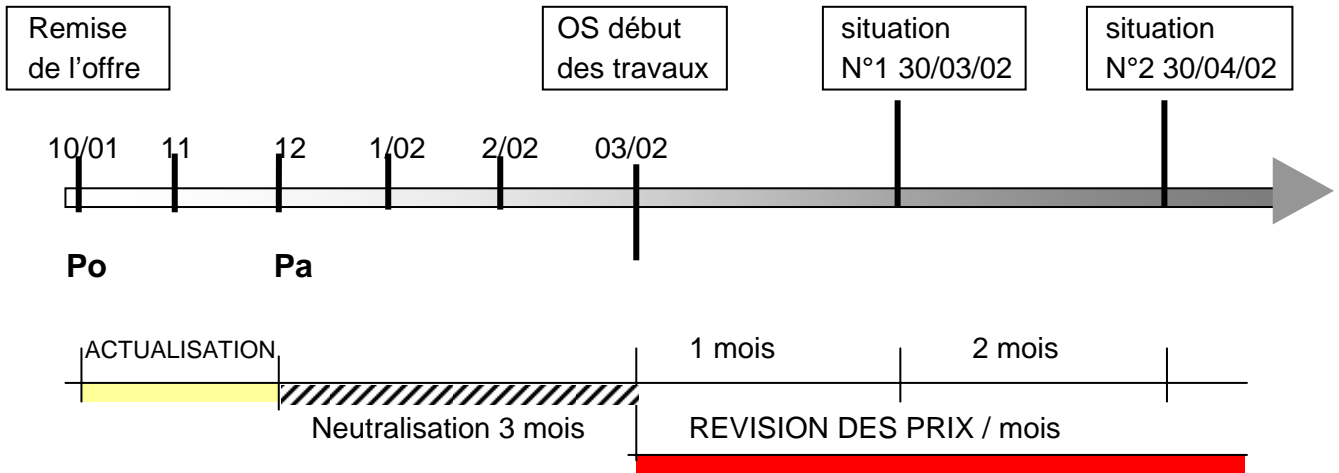 Remise
de l’offre
OS début
des travaux
situation
N°1 30/03/02
situation
N°2 30/04/02
10/01 11 12 1/02 2/02 03/02
Po Pa
ACTUALISATION 1 mois 2 mois
Neutralisation 3 mois REVISION DES PRIX / mois